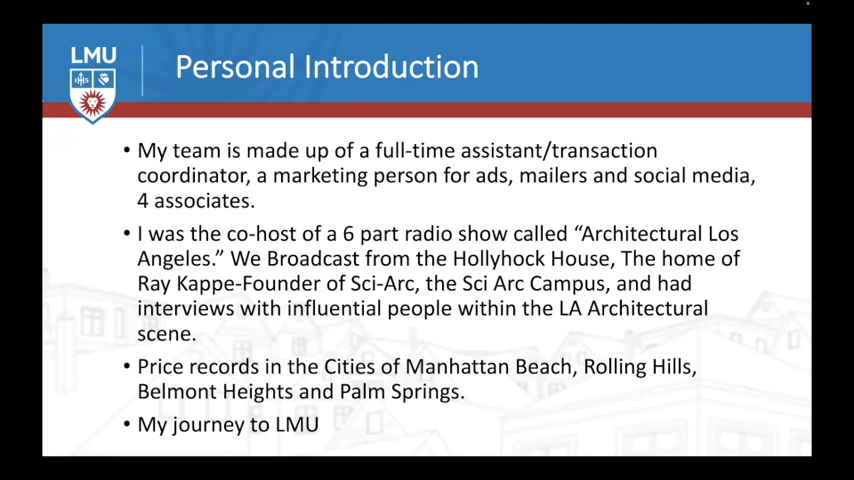 LMU
Personal Introduction
• My team is made up of a full-time assistant/transaction
coordinator, a marketing person for ads, mailers and social media,
4 associates.
• I was the co-host of a 6 part radio show called “Architectural Los
Angeles.” We Broadcast from the Hollyhock House, The home of
Ray Kappe-Founder of Sci-Arc, the Sci Arc Campus, and had
interviews with influential people within the LA Architectural
scene.
• Price records in the Cities of Manhattan Beach, Rolling Hills,
Belmont Heights and Palm Springs.
• My journey to LMU